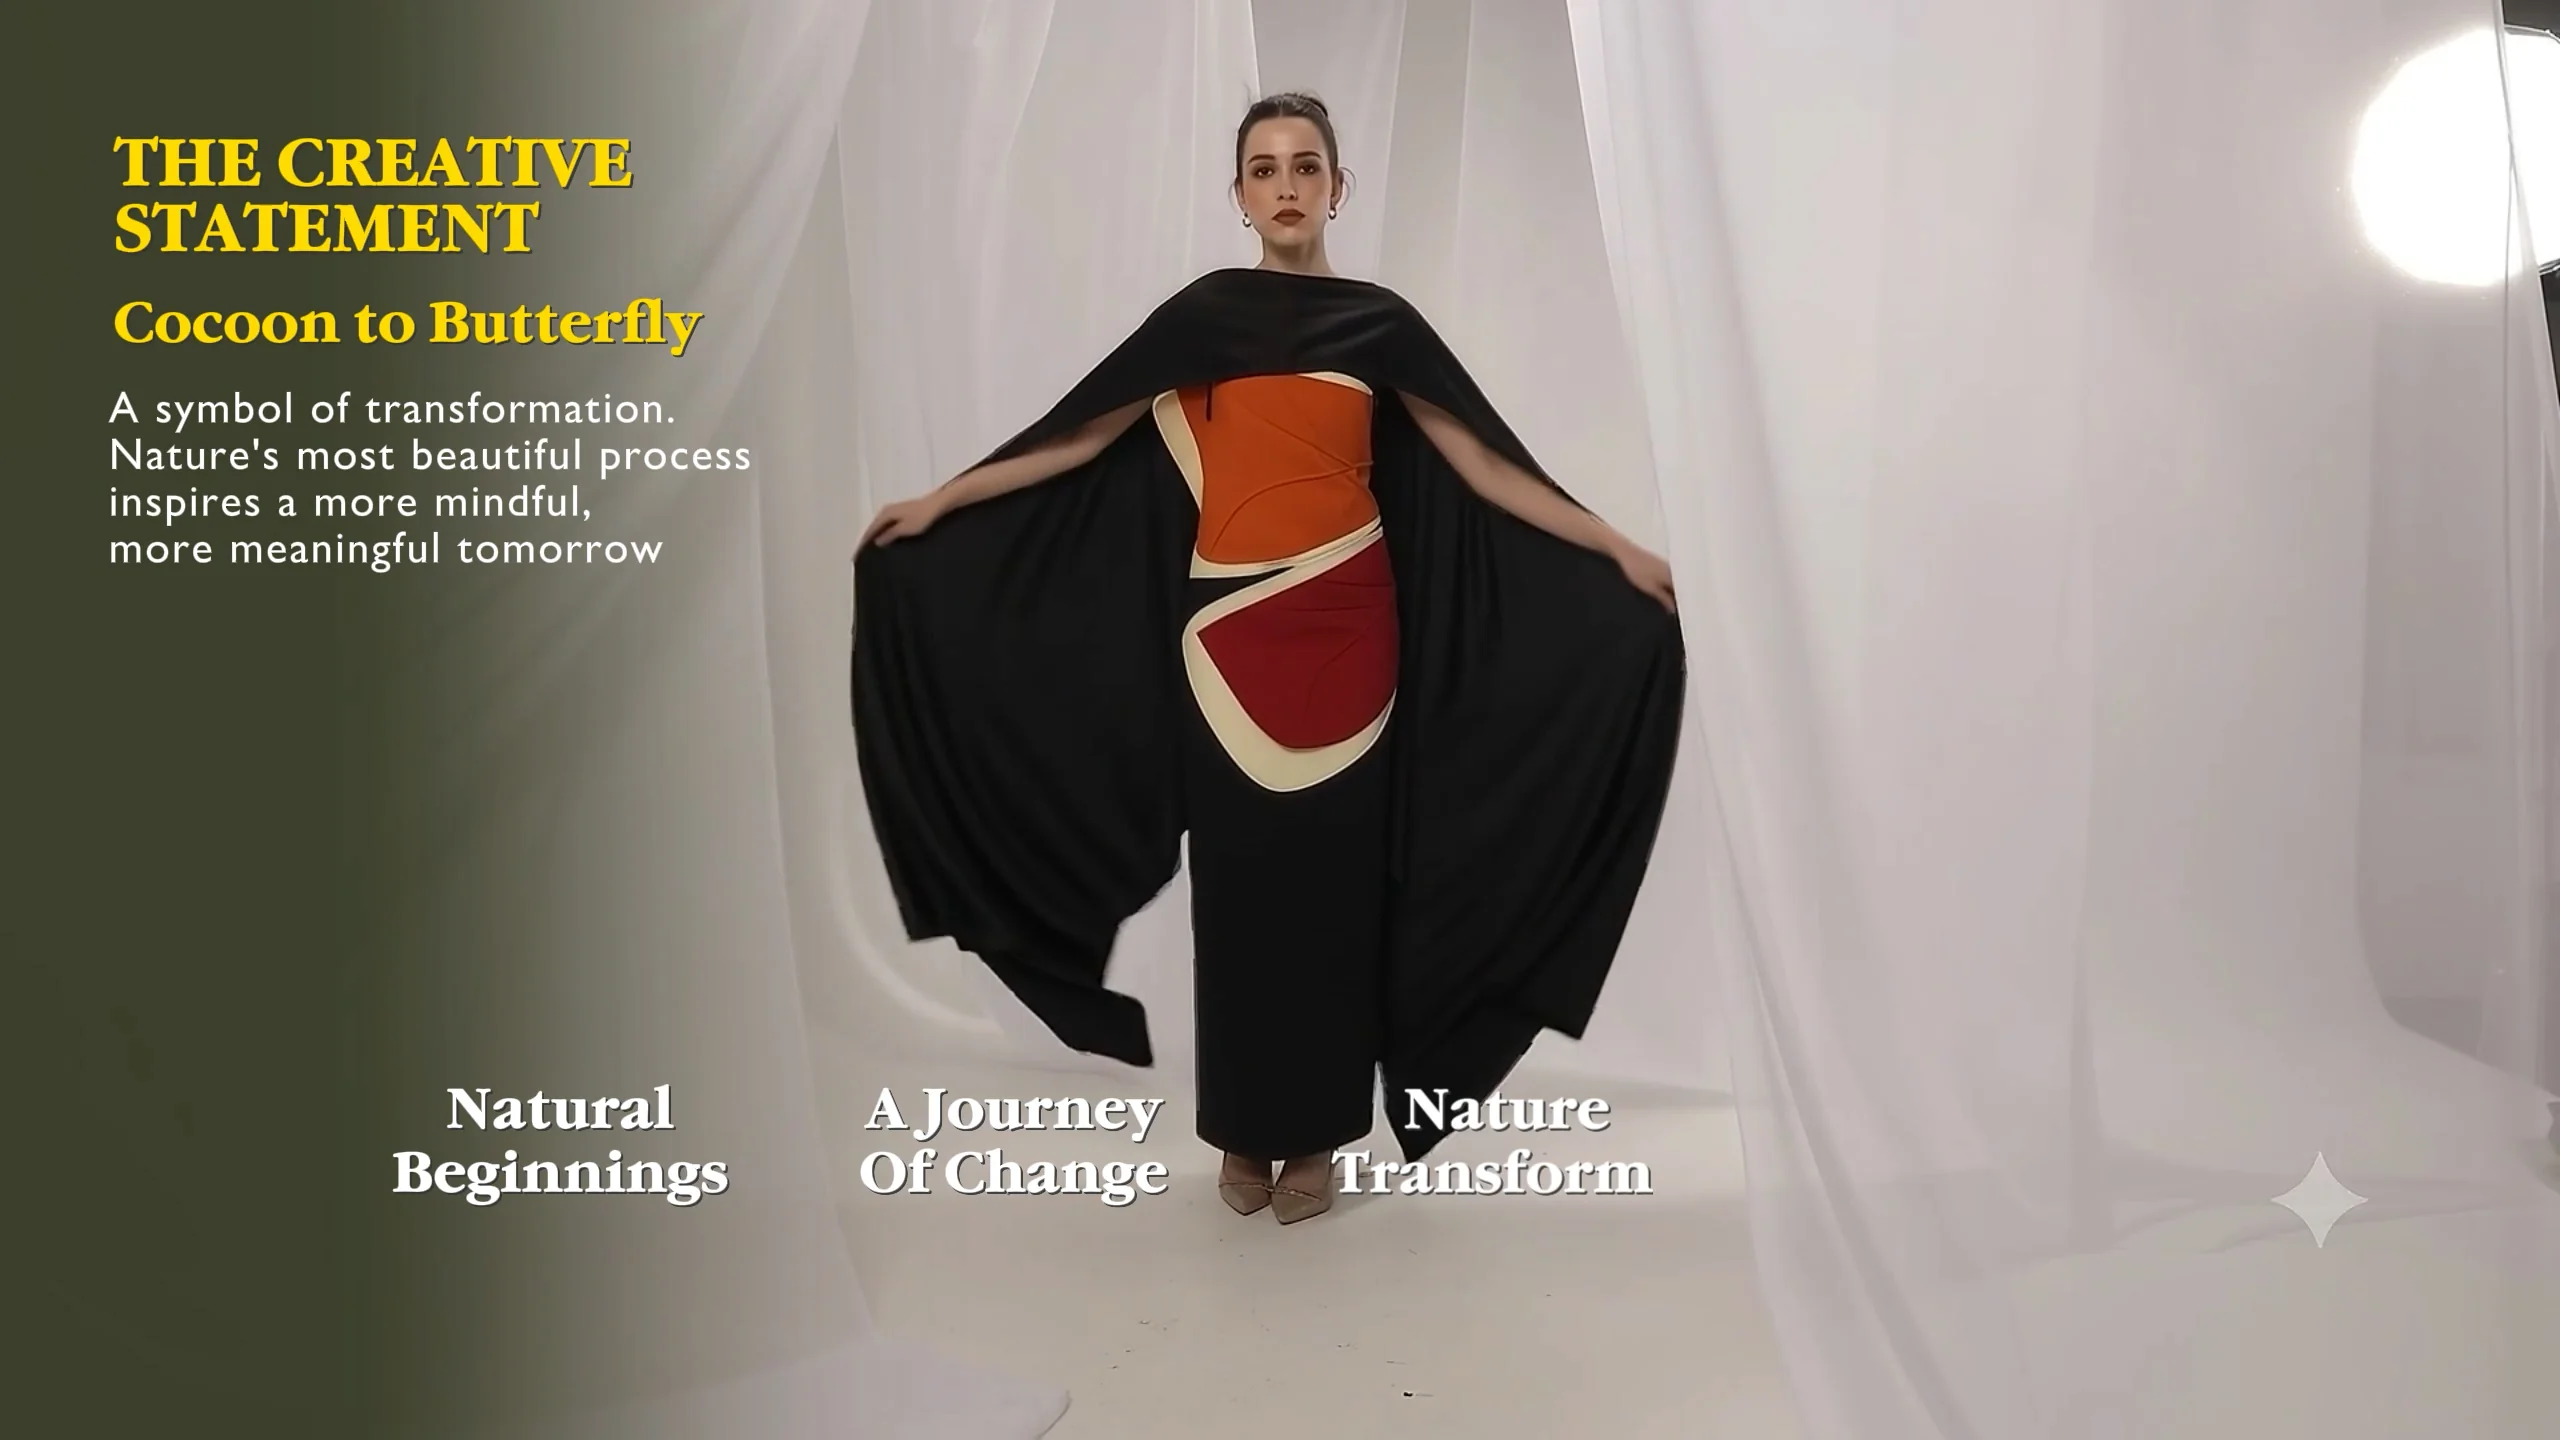 THE CREATIVE
STATEMENT
Cocoon to Butterfly
A symbol of transformation.
Nature's most beautiful process
inspires a more mindful,
more meaningful tomorrow
Natural
Beginnings
A Journey
Of Change
Nature
Transform